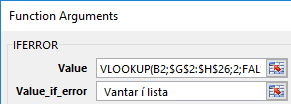 Function Arguments
IFERROR
Value VLOOKUP(B2;$G$2:$H$26;2;FAL
Value_if_error Vantar í lista